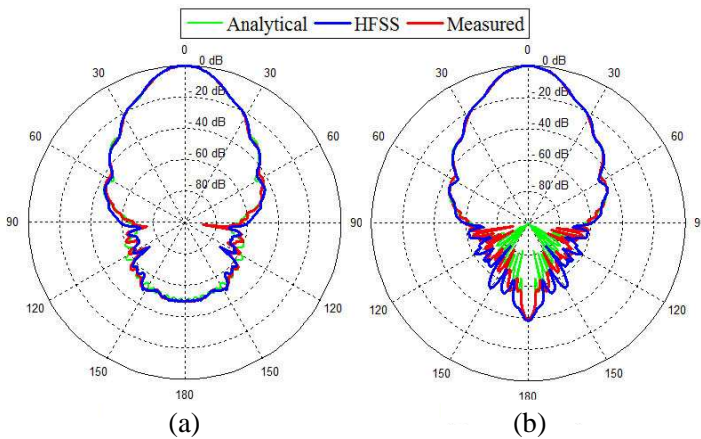 Analytical HFSS Measured
0 0
30 0 dB 30 30 0 dB 30
- 20 dB - 20 dB
60 - 40 dB 60 60 - 40 dB 60
- 60 dB - 60 dB
- 80 dB - 80 dB
90 90 9
120 120 120 120
150 150 150 150
180 180
(a) (b)